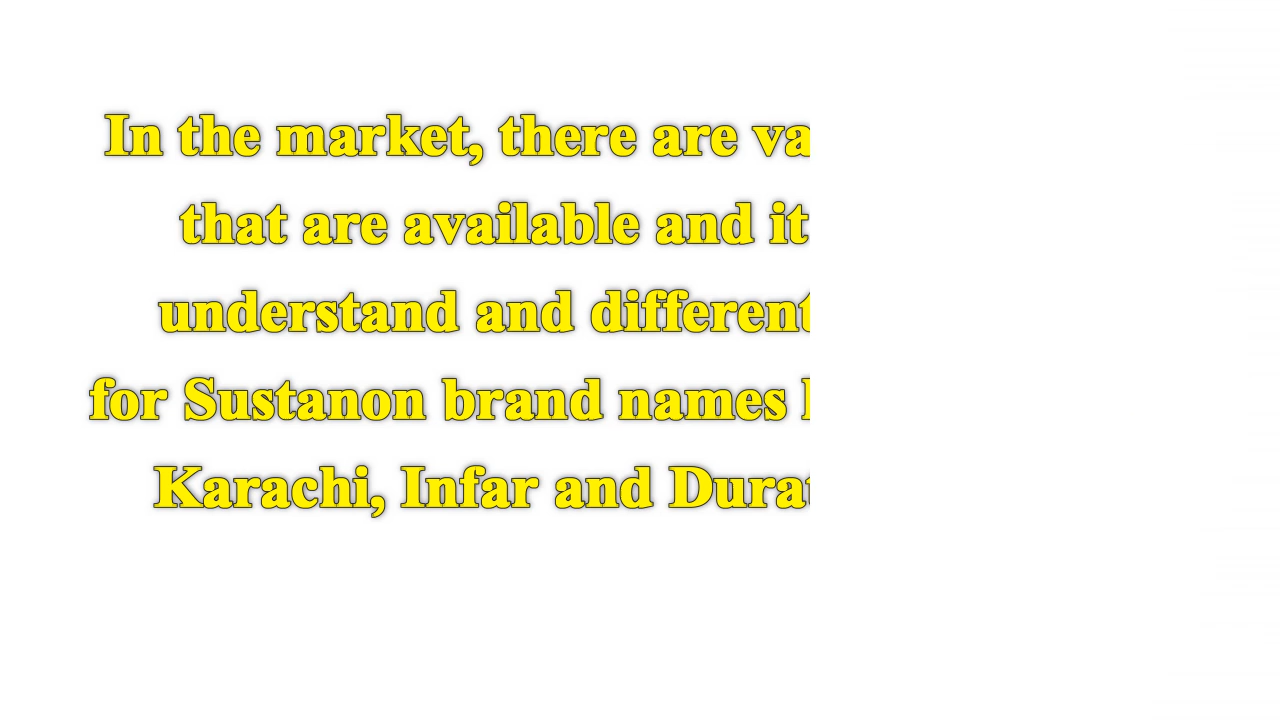 In the market, there are va
that are available and it
understand and different
for Sustanon brand names
Karachi, Infar and Durat